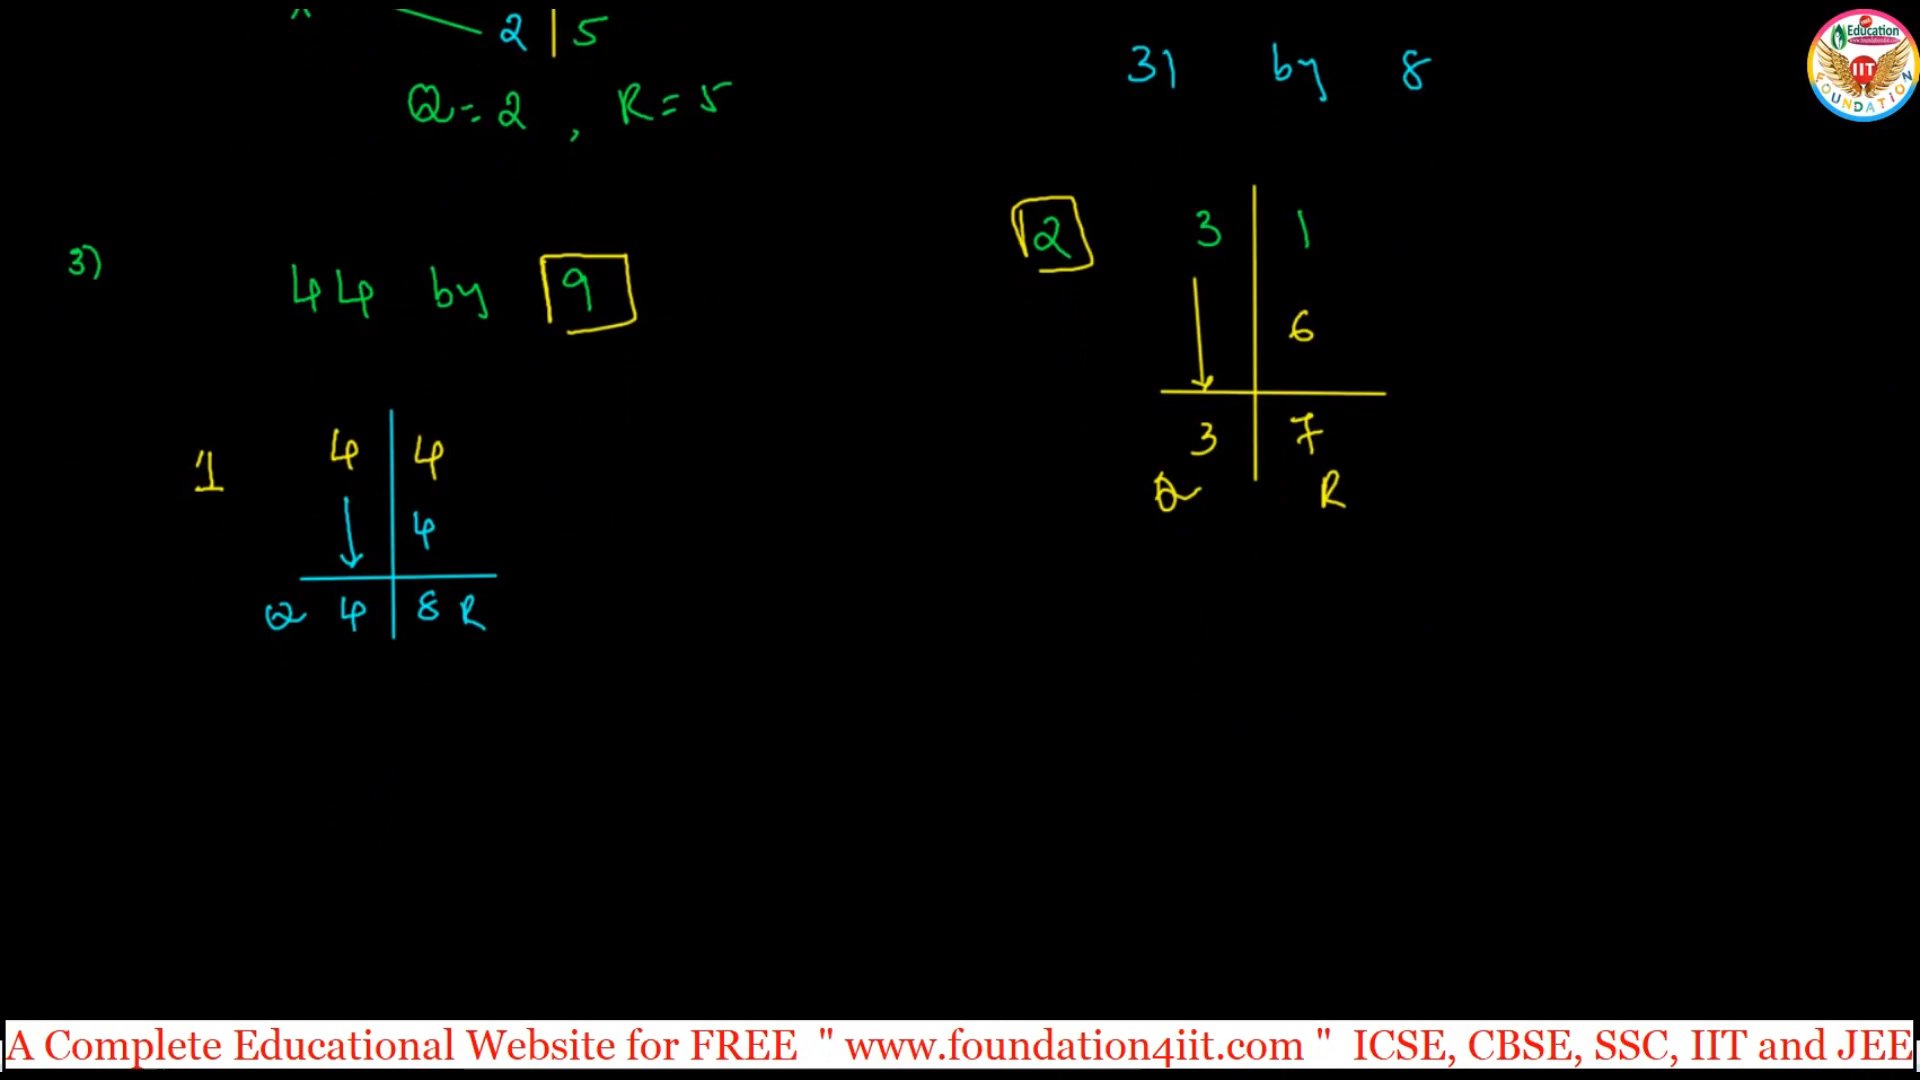 2 | 5
Q = 2 , R = 5
3)
44 by 9
1 4 4
4
Q 4 8 R
31 by 8
2 3 1
6
3 7
Q R
Education
IIT
FOUNDATION
A Complete Educational Website for FREE " www.foundation4iit.com " ICSE, CBSE, SSC, IIT and JEE